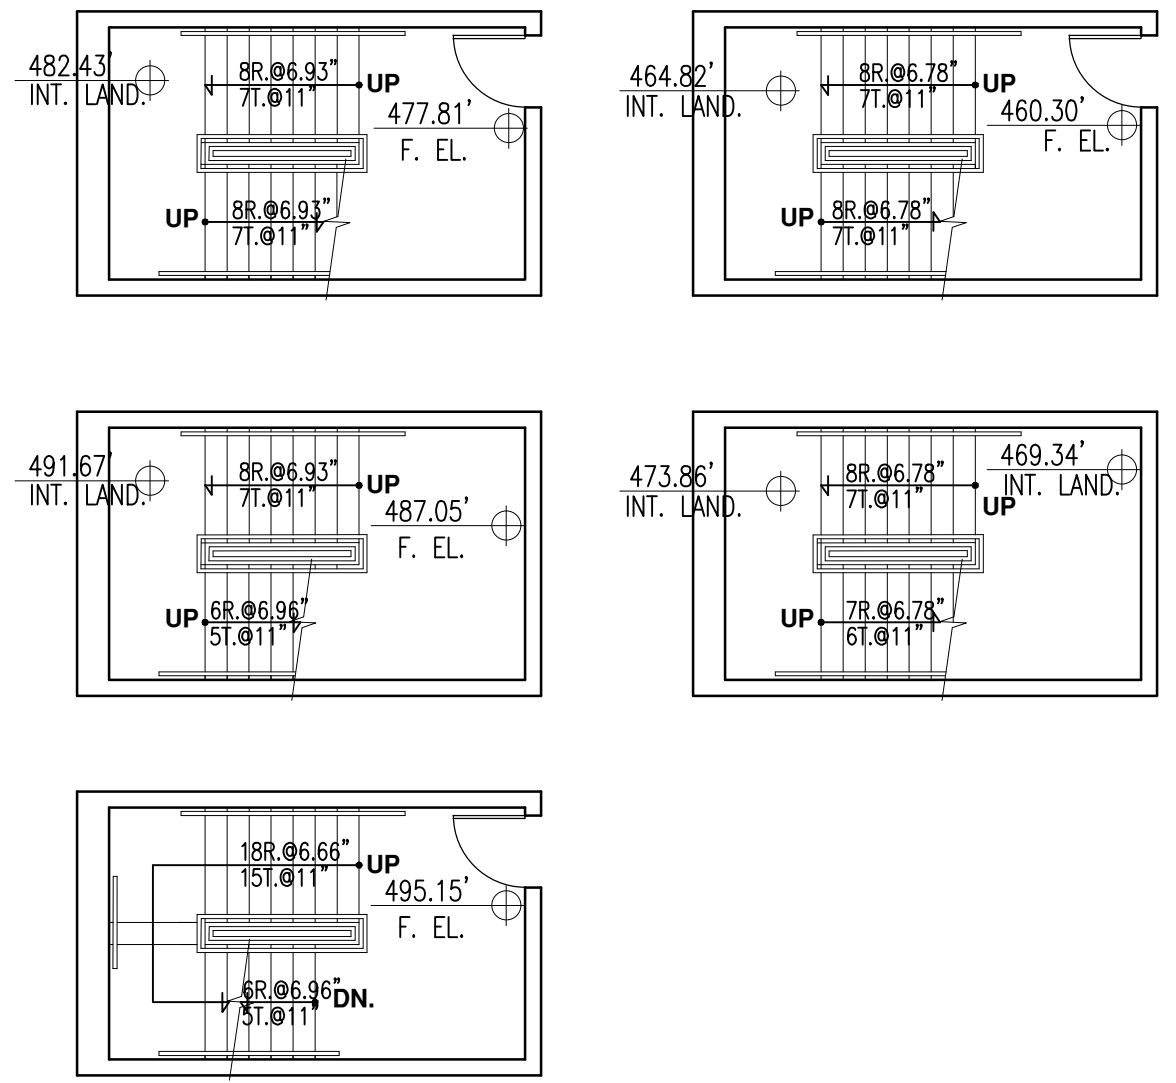 482.43'
INT. LAND.
8R.@6.93"
7T.@11"
UP
477.81'
F. EL.
UP
8R.@6.93"
7T.@11"
464.82'
INT. LAND.
8R.@6.78"
7T.@11"
UP
460.30'
F. EL.
UP
8R.@6.78"
7T.@11"
491.67'
INT. LAND.
8R.@6.93"
7T.@11"
UP
487.05'
F. EL.
UP
6R.@6.96"
5T.@11"
473.86'
INT. LAND.
8R.@6.78"
7T.@11"
UP
469.34'
INT. LAND.
UP
7R.@6.78"
6T.@11"
18R.@6.66"
15T.@11"
UP
495.15'
F. EL.
6R.@6.96"
5T.@11"
DN.